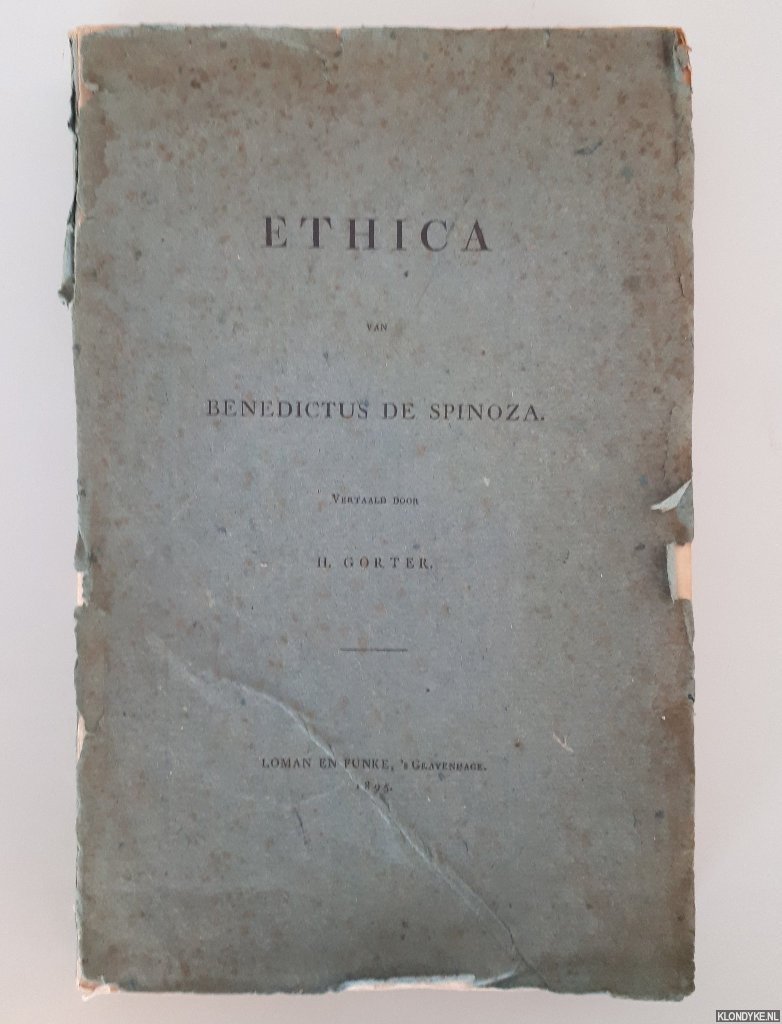 ETHICA
VAN
BENEDICTUS DE SPINOZA.
VERTAALD DOOR
H. GORTER.
LOMAN EN FUNKE, 's GRAVENHAGE.
1895.
KLONDYKE.NL